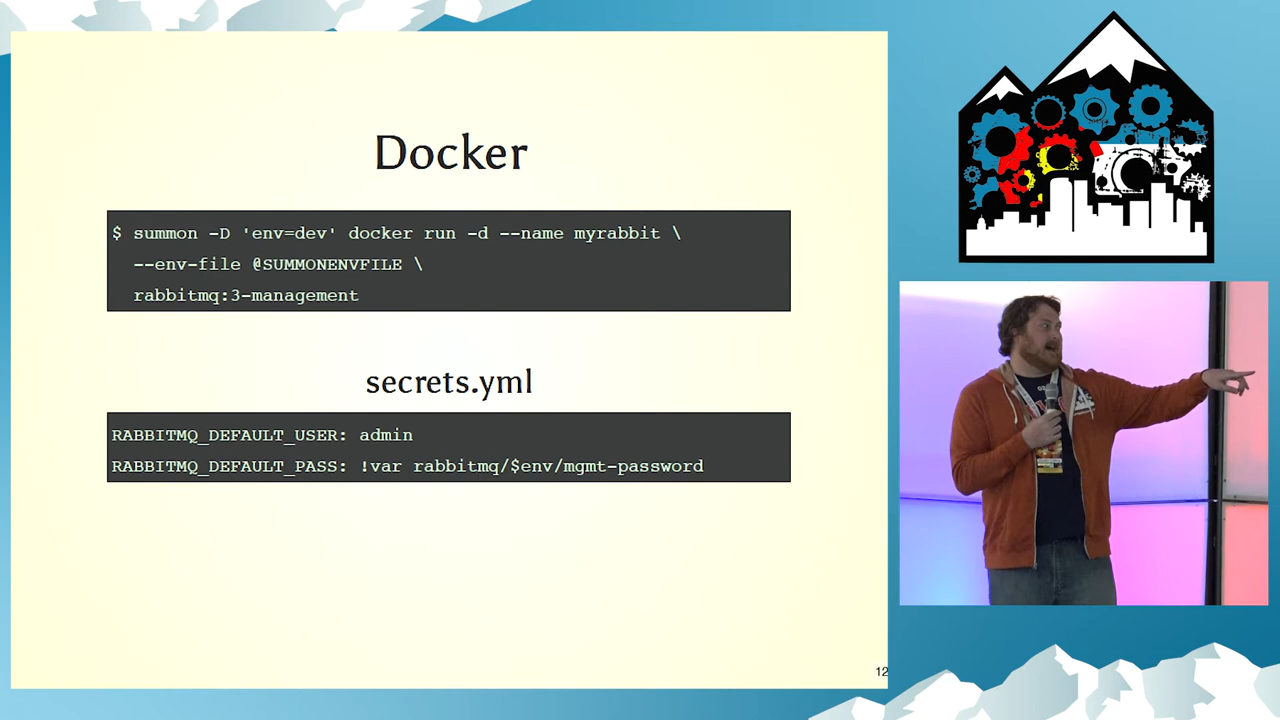 Docker
$ summon -D 'env=dev' docker run -d --name myrabbit \
--env-file @SUMMONENVFILE \
rabbitmq:3-management
secrets.yml
RABBITMQ_DEFAULT_USER: admin
RABBITMQ_DEFAULT_PASS: !var rabbitmq/$env/mgmt-password
12